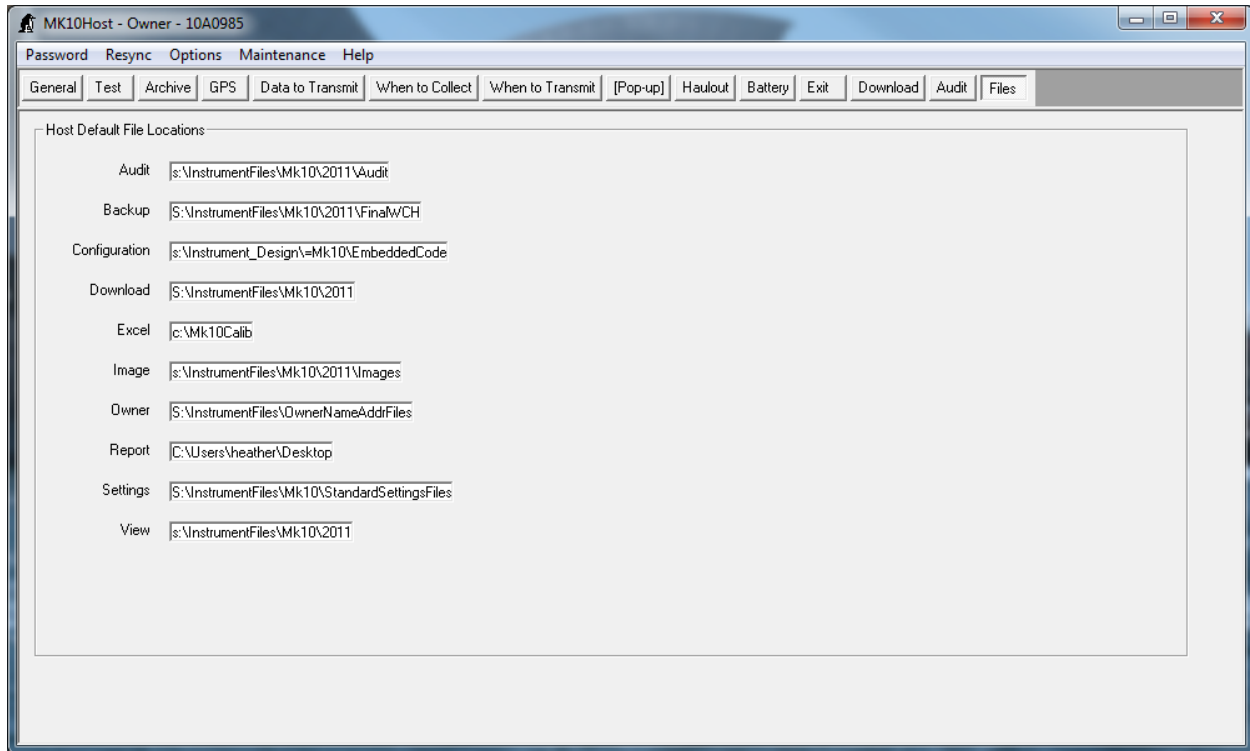 MK10Host - Owner - 10A0985
Password Resync Options Maintenance Help
General Test Archive GPS Data to Transmit When to Collect When to Transmit [Pop-up] Haulout Battery Exit Download Audit Files
Host Default File Locations
Audit s:\InstrumentFiles\Mk10\2011\Audit
Backup S:\InstrumentFiles\Mk10\2011\FinalWCH
Configuration s:\Instrument_Design\=Mk10\EmbeddedCode
Download S:\InstrumentFiles\Mk10\2011
Excel c:\Mk10Calib
Image s:\InstrumentFiles\Mk10\2011\Images
Owner S:\InstrumentFiles\OwnerNameAddrFiles
Report C:\Users\heather\Desktop
Settings S:\InstrumentFiles\Mk10\StandardSettingsFiles
View s:\InstrumentFiles\Mk10\2011